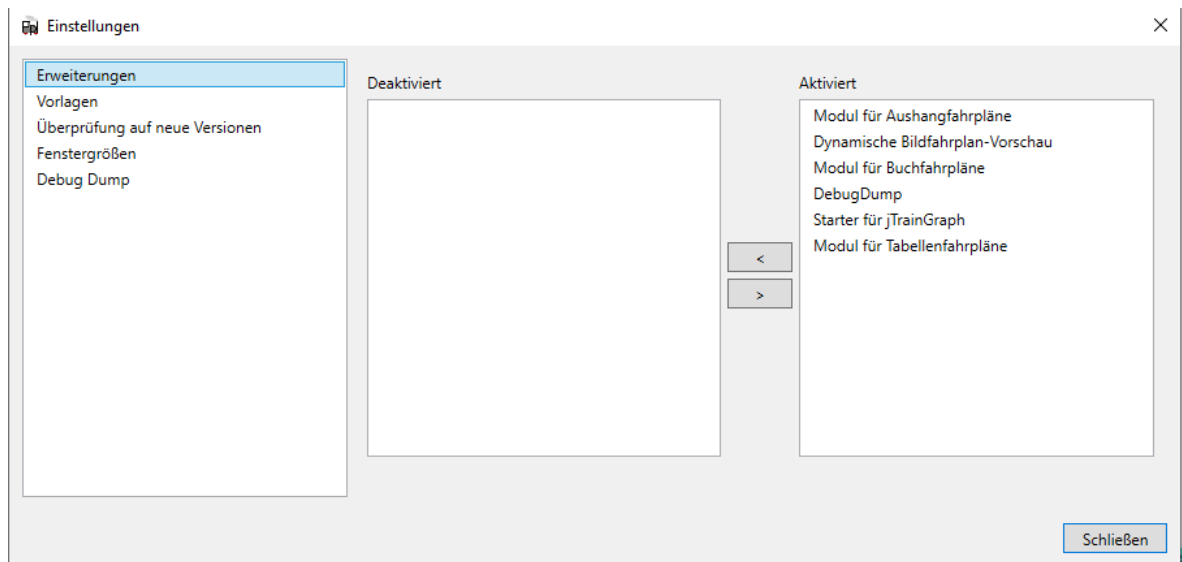 Einstellungen
Erweiterungen
Vorlagen
Überprüfung auf neue Versionen
Fenstergrößen
Debug Dump
Deaktiviert
<
>
Aktiviert
Modul für Aushangfahrpläne
Dynamische Bildfahrplan-Vorschau
Modul für Buchfahrpläne
DebugDump
Starter für jTrainGraph
Modul für Tabellenfahrpläne
Schließen